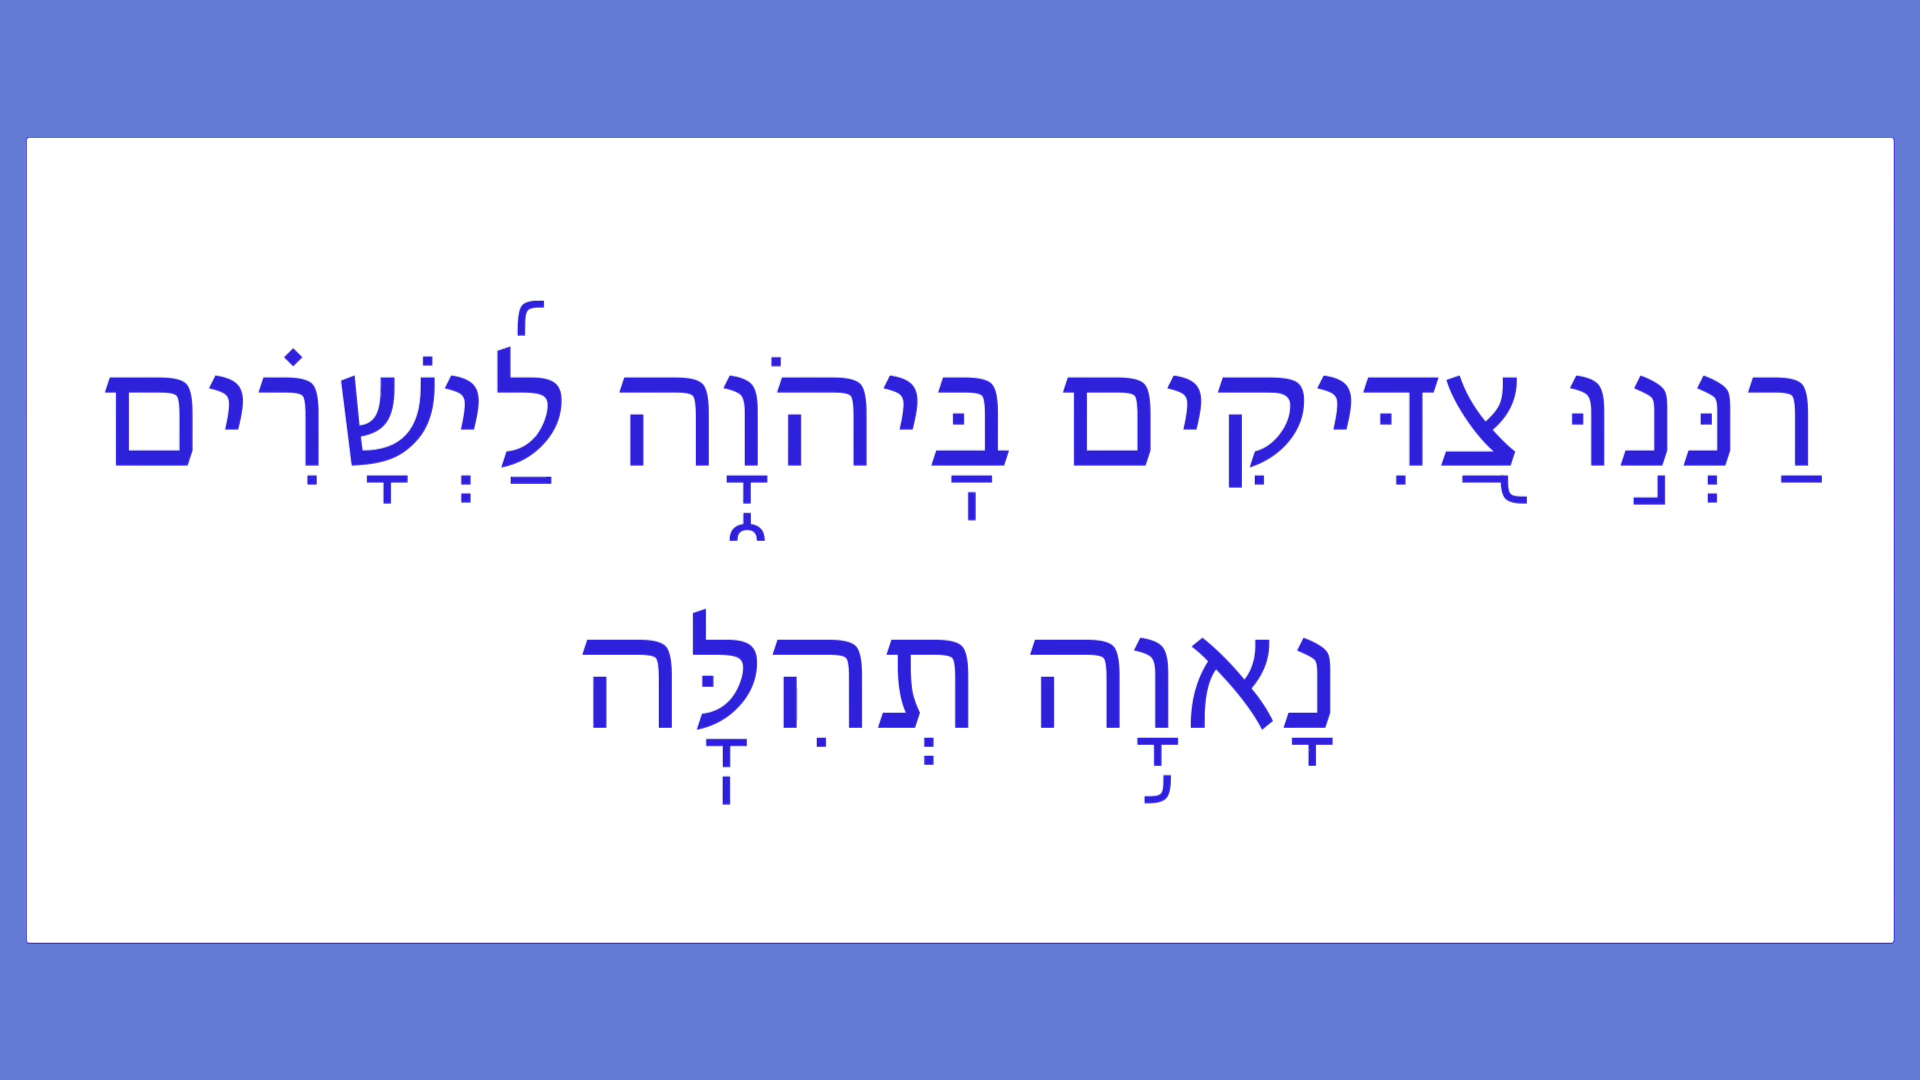 רַנְּנ֣וּ צַ֭דִּיקִים בַּֽיהֹוָ֑ה לַ֝יְשָׁרִ֗ים
נָאוָ֥ה תְהִלָּֽה